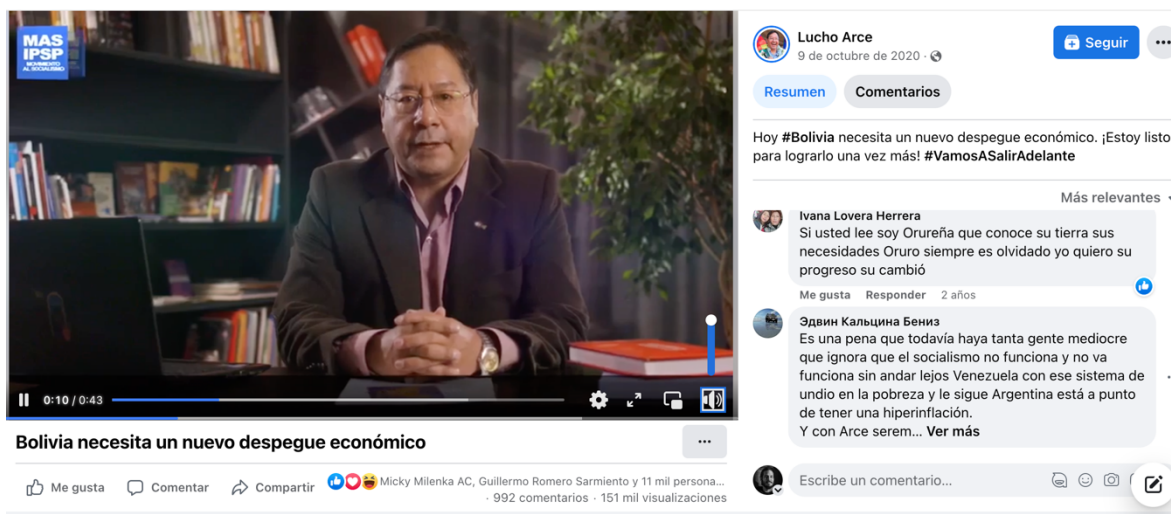 MAS
IPSP
MOVIMIENTO
AL SOCIALISMO
0:10 / 0:43
Bolivia necesita un nuevo despegue económico
...
Me gusta
Comentar
Compartir
Micky Milenka AC, Guillermo Romero Sarmiento y 11 mil persona...
· 992 comentarios · 151 mil visualizaciones
Lucho Arce
9 de octubre de 2020 ·
Seguir
Resumen
Comentarios
Hoy #Bolivia necesita un nuevo despegue económico. ¡Estoy listo
para lograrlo una vez más! #VamosASalirAdelante
Más relevantes
Ivana Lovera Herrera
Si usted lee soy Orureña que conoce su tierra sus
necesidades Oruro siempre es olvidado yo quiero su
progreso su cambió
Me gusta Responder 2 años
Эдвин Кальцина Бениз
Es una pena que todavía haya tanta gente mediocre
que ignora que el socialismo no funciona y no va
funciona sin andar lejos Venezuela con ese sistema de
undio en la pobreza y le sigue Argentina está a punto
de tener una hiperinflación.
Y con Arce serem... Ver más
Escribe un comentario...